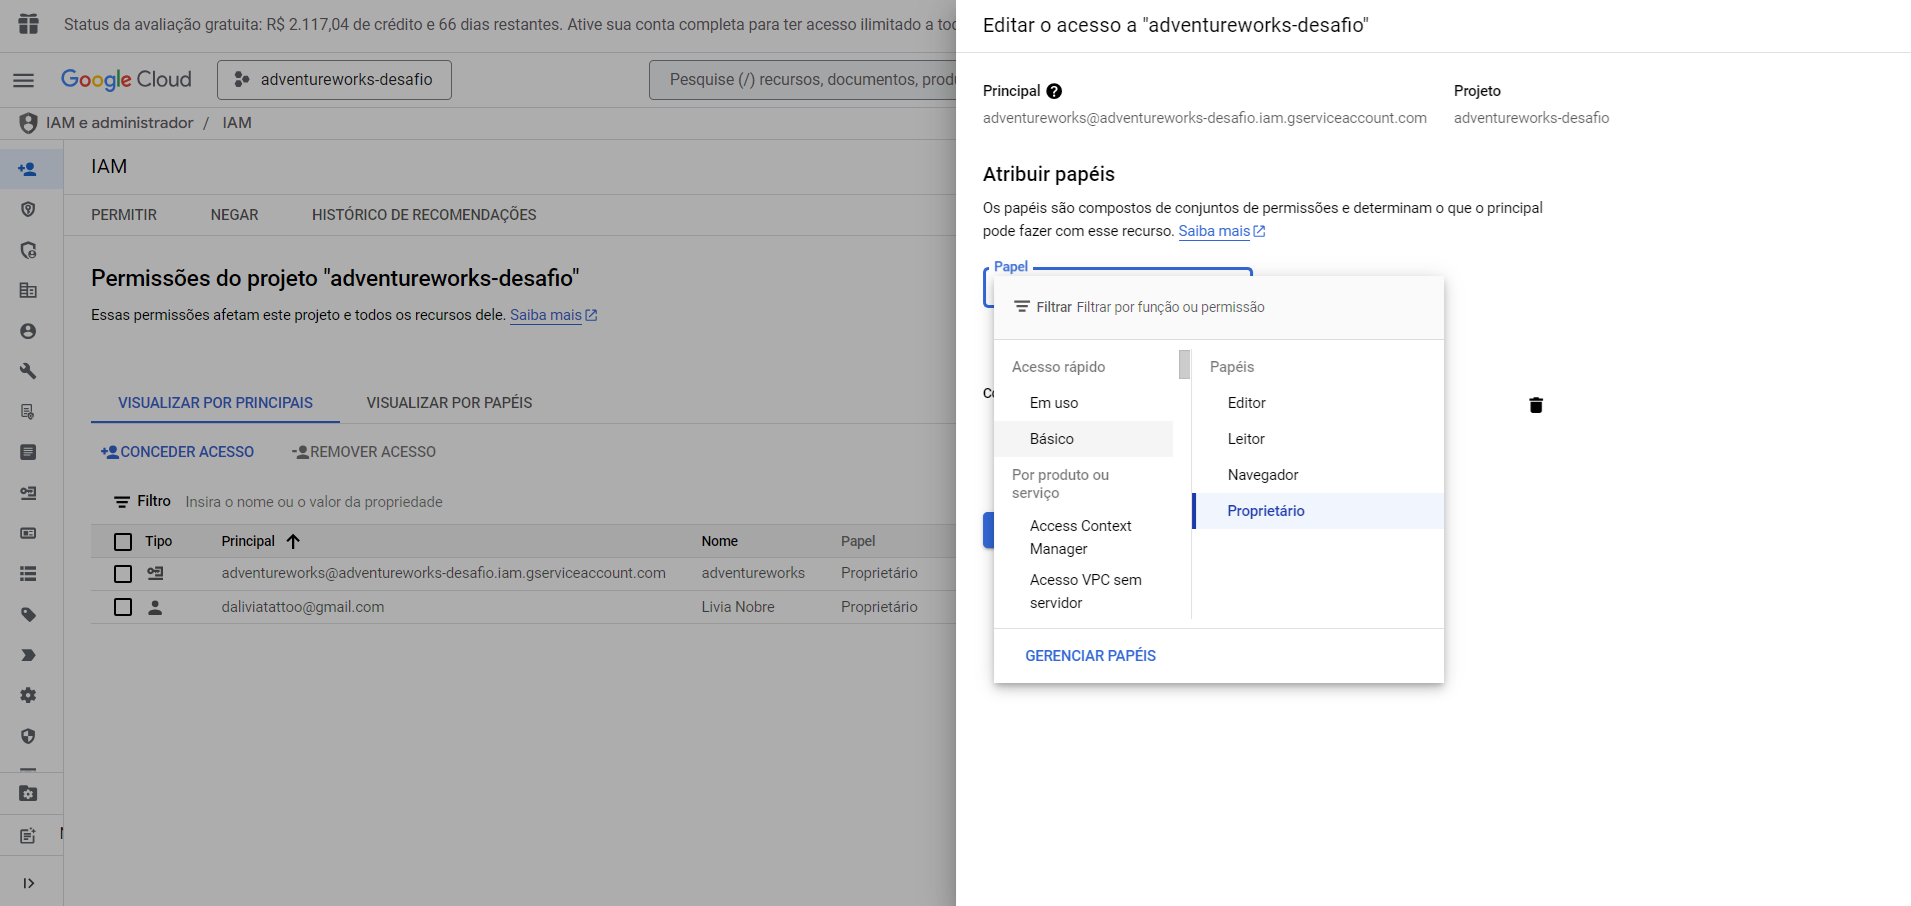 Status da avaliação gratuita: R$ 2.117,04 de crédito e 66 dias restantes. Ative sua conta completa para ter acesso ilimitado a
Google Cloud
adventureworks-desafio
Pesquise (/) recursos, documentos,
IAM e administrador / IAM
IAM
PERMITIR
NEGAR
HISTÓRICO DE RECOMENDAÇÕES
Permissões do projeto "adventureworks-desafio"
Essas permissões afetam este projeto e todos os recursos dele. Saiba mais
VISUALIZAR POR PRINCIPAIS
VISUALIZAR POR PAPÉIS
CONCEDER ACESSO
REMOVER ACESSO
Filtro Insira o nome ou o valor da propriedade
Tipo Principal Nome Papel
adventureworks@adventureworks-desafio.iam.gserviceaccount.com adventureworks Proprietário
daliviatattoo@gmail.com Livia Nobre Proprietário
Editar o acesso a "adventureworks-desafio"
Principal
Projeto
adventureworks@adventureworks-desafio.iam.gserviceaccount.com
adventureworks-desafio
Atribuir papéis
Os papéis são compostos de conjuntos de permissões e determinam o que o principal
pode fazer com esse recurso. Saiba mais
Papel
Filtrar Filtrar por função ou permissão
Acesso rápido
Em uso
Básico
Por produto ou
serviço
Access Context
Manager
Acesso VPC sem
servidor
Papéis
Editor
Leitor
Navegador
Proprietário
GERENCIAR PAPÉIS